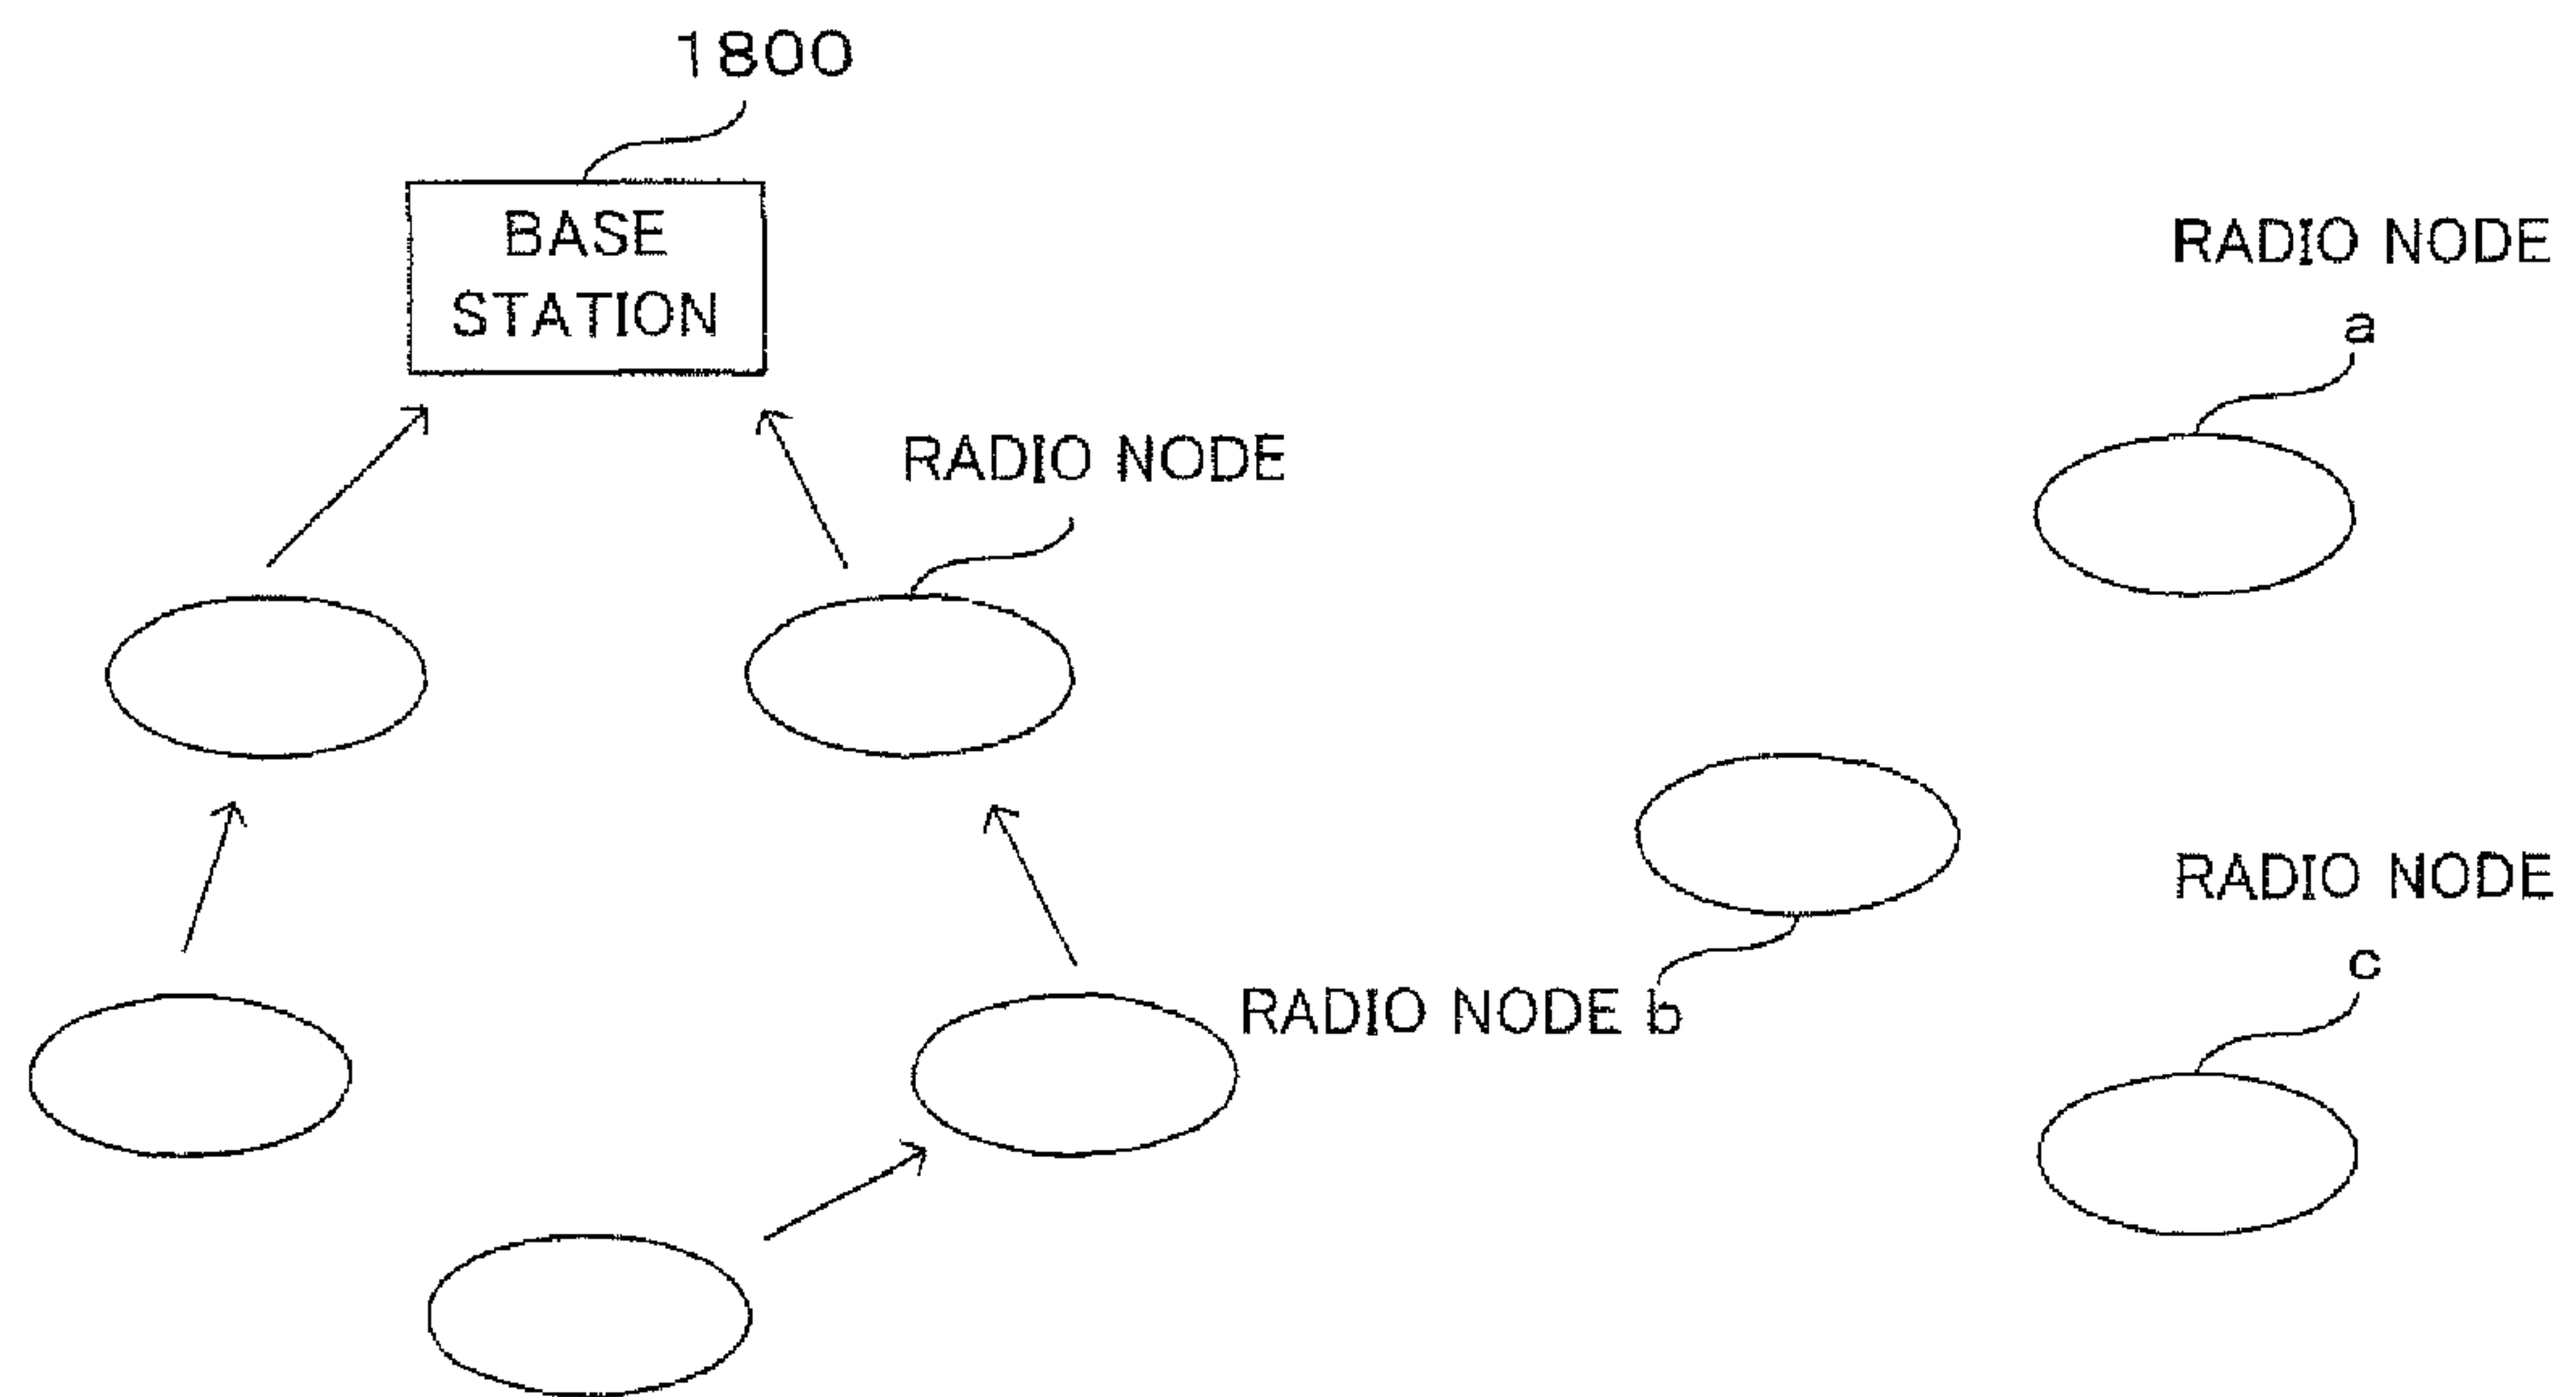 1800
BASE
STATION
RADIO NODE
a
RADIO NODE
RADIO NODE
c
RADIO NODE b